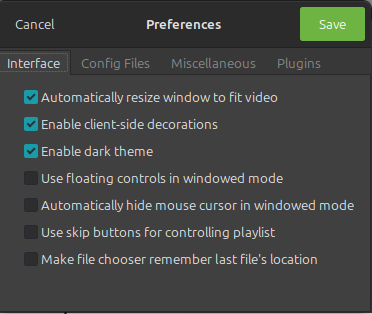 Cancel Preferences Save
Interface Config Files Miscellaneous Plugins
Automatically resize window to fit video
Enable client-side decorations
Enable dark theme
Use floating controls in windowed mode
Automatically hide mouse cursor in windowed mode
Use skip buttons for controlling playlist
Make file chooser remember last file's location